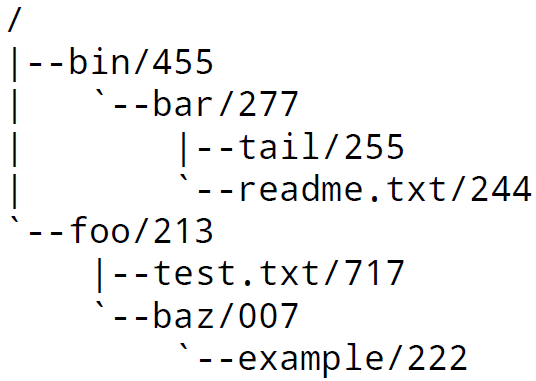 /
|--bin/455
|   `--bar/277
|       |--tail/255
|       `--readme.txt/244
`--foo/213
    |--test.txt/717
    `--baz/007
        `--example/222